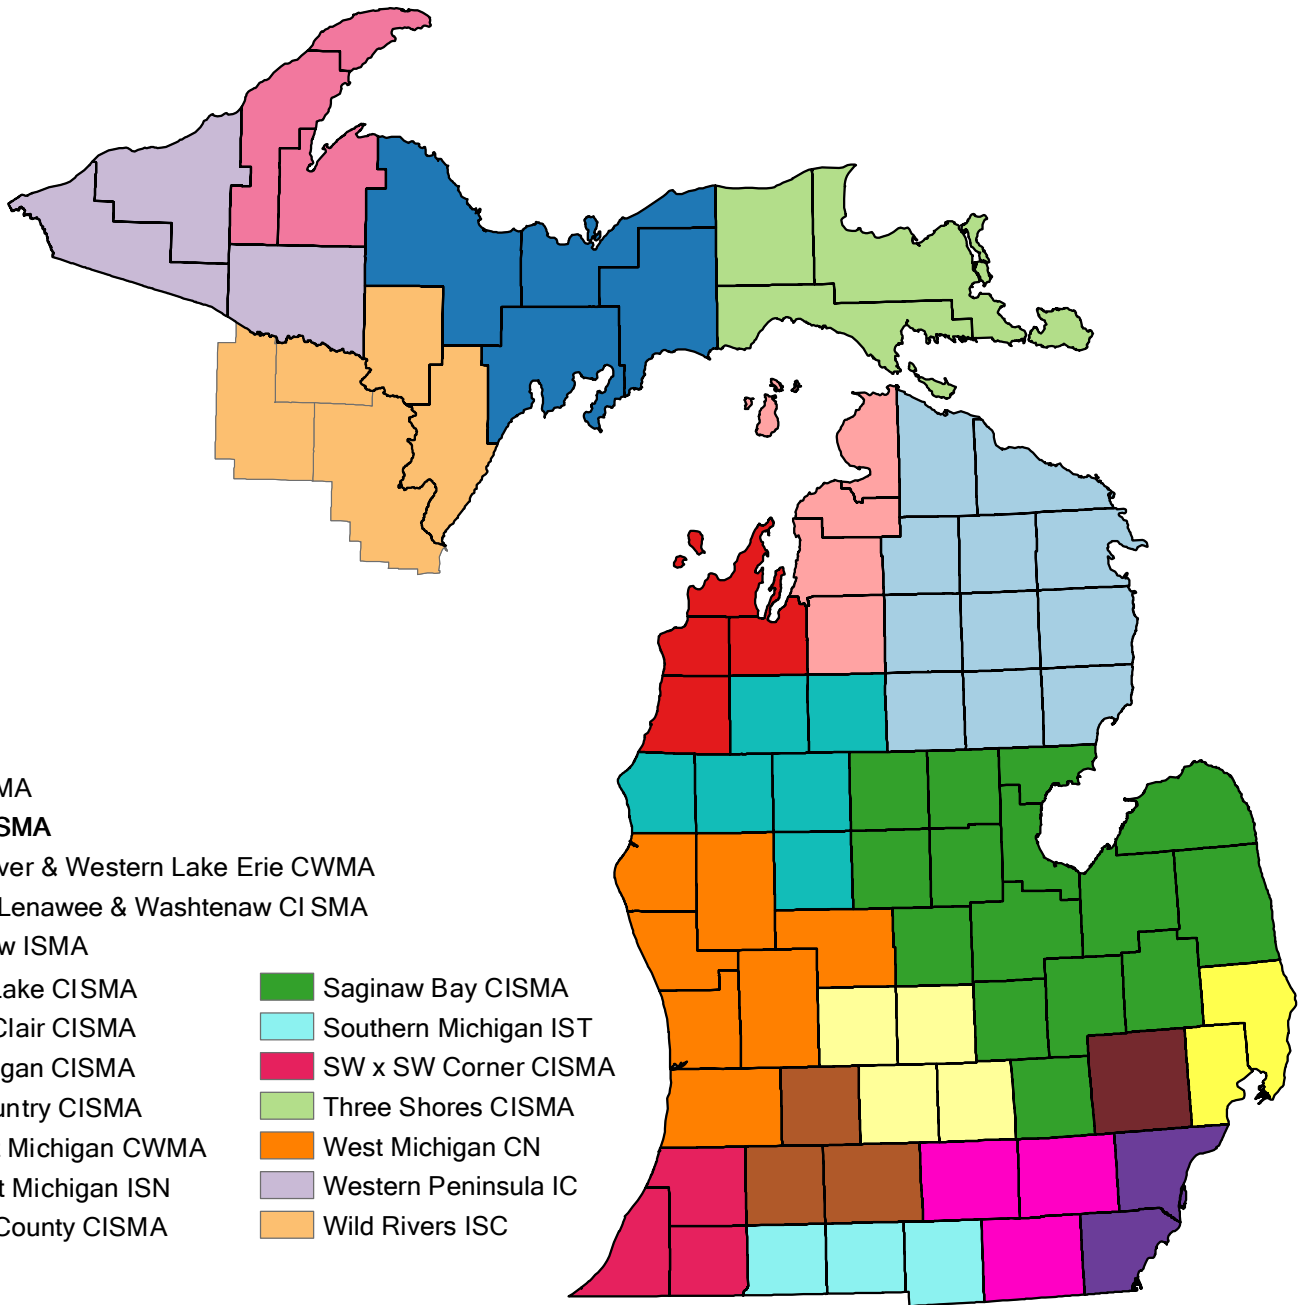 MA
SMA
ver & Western Lake Erie CWMA
Lenawee & Washtenaw CISMA
w ISMA
ake CISMA
Clair CISMA
gan CISMA
untry CISMA
Michigan CWMA
t Michigan ISN
County CISMA
Saginaw Bay CISMA
Southern Michigan IST
SW x SW Corner CISMA
Three Shores CISMA
West Michigan CN
Western Peninsula IC
Wild Rivers ISC